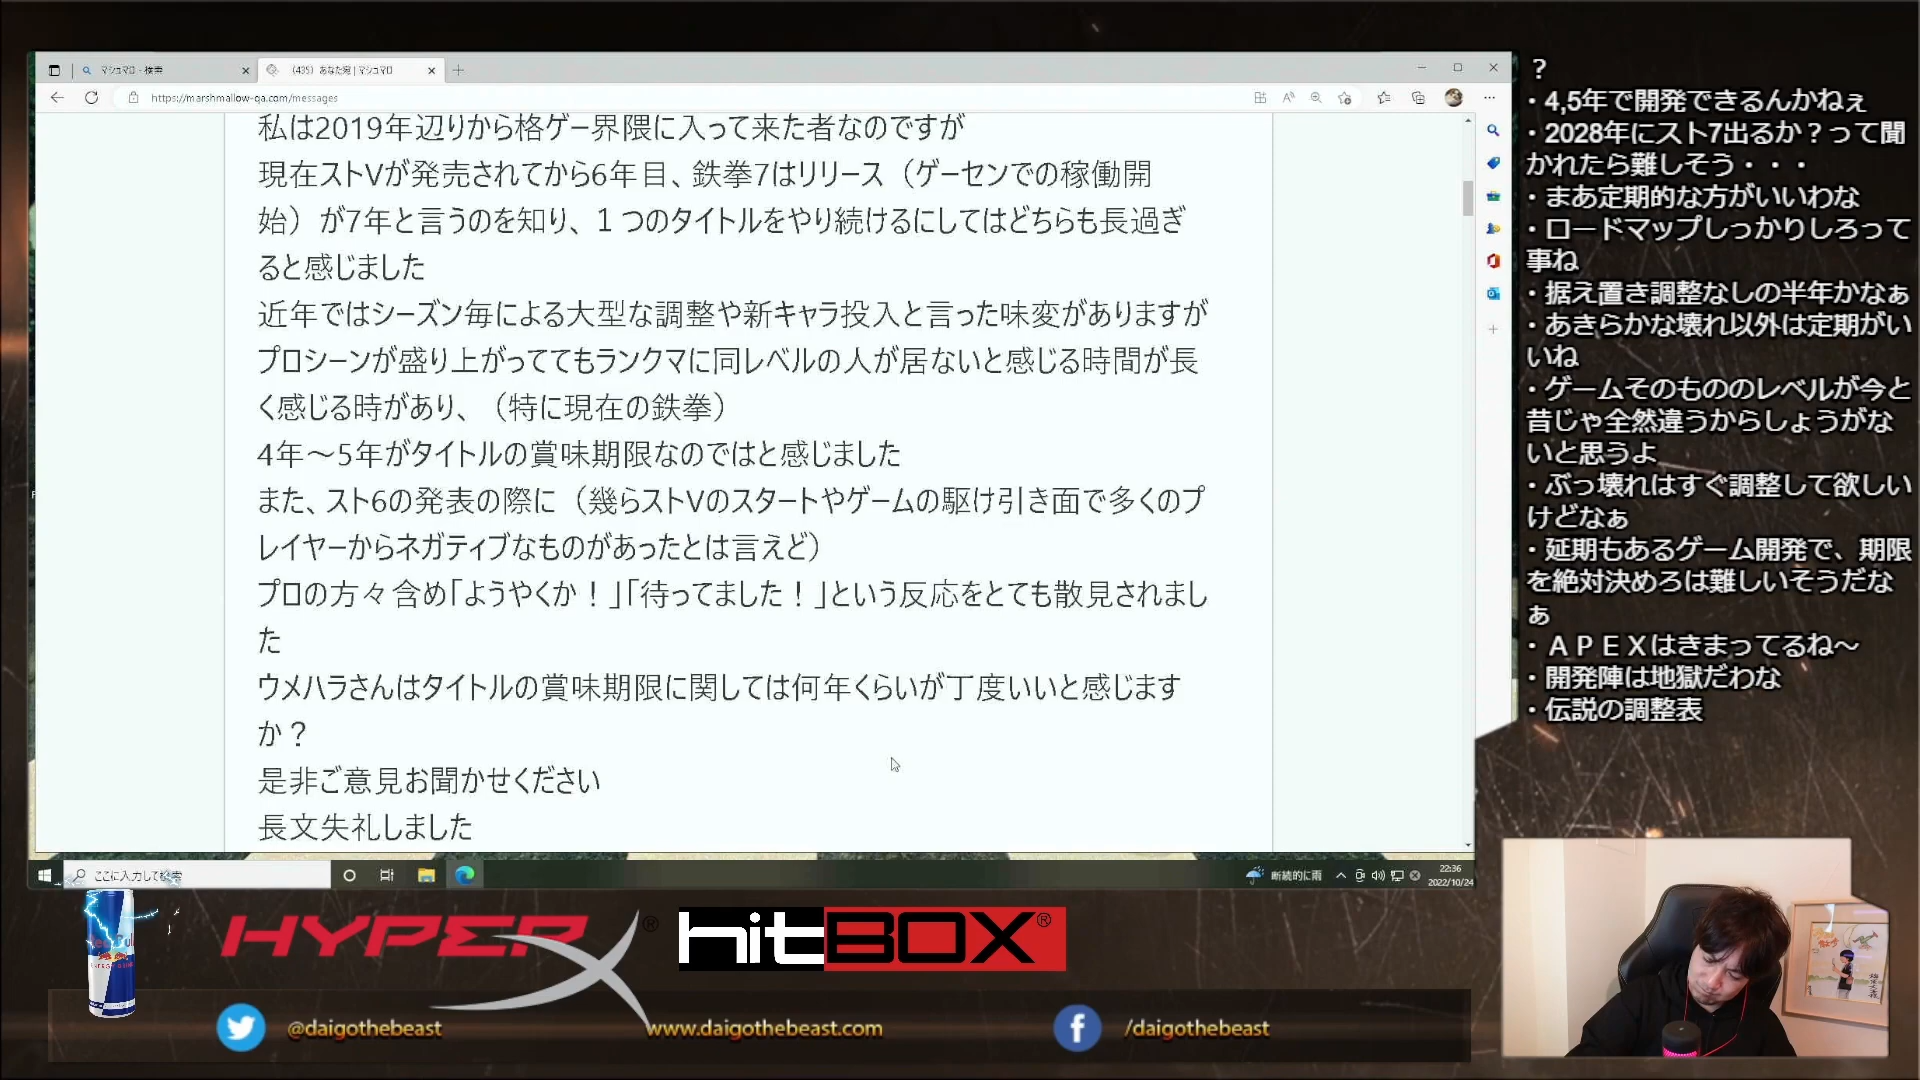 マシュマロ - 検索
(435) あなた宛 | マシュマロ
https://marshmallow-qa.com/messages
私は2019年辺りから格ゲー界隈に入って来た者なのですが
現在ストVが発売されてから6年目、鉄拳7はリリース（ゲーセンでの稼働開
始）が7年と言うのを知り、１つのタイトルをやり続けるにしてはどちらも長過ぎ
ると感じました
近年ではシーズン毎による大型な調整や新キャラ投入と言った味変がありますが
プロシーンが盛り上がっててもランクマに同レベルの人が居ないと感じる時間が長
く感じる時があり、（特に現在の鉄拳）
4年～5年がタイトルの賞味期限なのではと感じました
また、スト6の発表の際に（幾らストVのスタートやゲームの駆け引き面で多くのプ
レイヤーからネガティブなものがあったとは言えど）
プロの方々含め「ようやくか！」「待ってました！」という反応をとても散見されまし
た
ウメハラさんはタイトルの賞味期限に関しては何年くらいが丁度いいと感じます
か？
是非ご意見お聞かせください
長文失礼しました
？
・4,5年で開発できるんかねぇ
・2028年にスト7出るか？って聞
かれたら難しそう・・・
・まあ定期的な方がいいわな
・ロードマップしっかりしろって
事ね
・据え置き調整なしの半年かなぁ
・あきらかな壊れ以外は定期がい
いね
・ゲームそのもののレベルが今と
昔じゃ全然違うからしょうがな
いと思うよ
・ぶっ壊れはすぐ調整して欲しい
けどなぁ
・延期もあるゲーム開発で、期限
を絶対決めろは難しいそうだな
ぁ
・ＡＰＥＸはきまってるね～
・開発陣は地獄だわな
・伝説の調整表
ここに入力して検索
断続的に雨
22:36
2022/10/24
HYPERX®
hitBOX®
@daigothebeast
www.daigothebeast.com
/daigothebeast